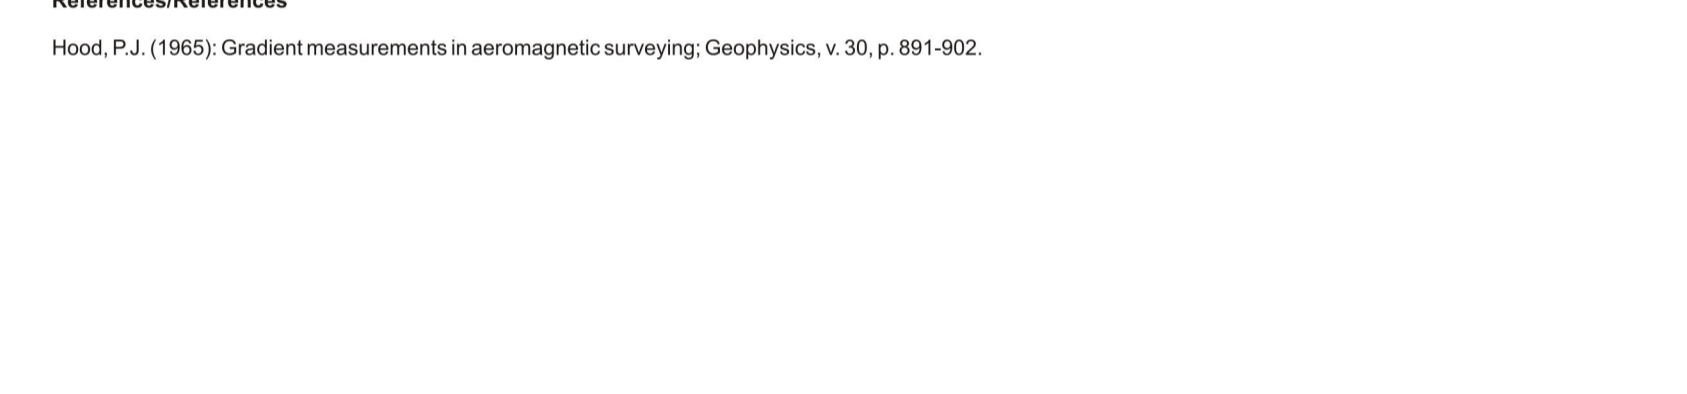 References/References
Hood, P.J. (1965): Gradient measurements in aeromagnetic surveying; Geophysics, v. 30, p. 891-902.